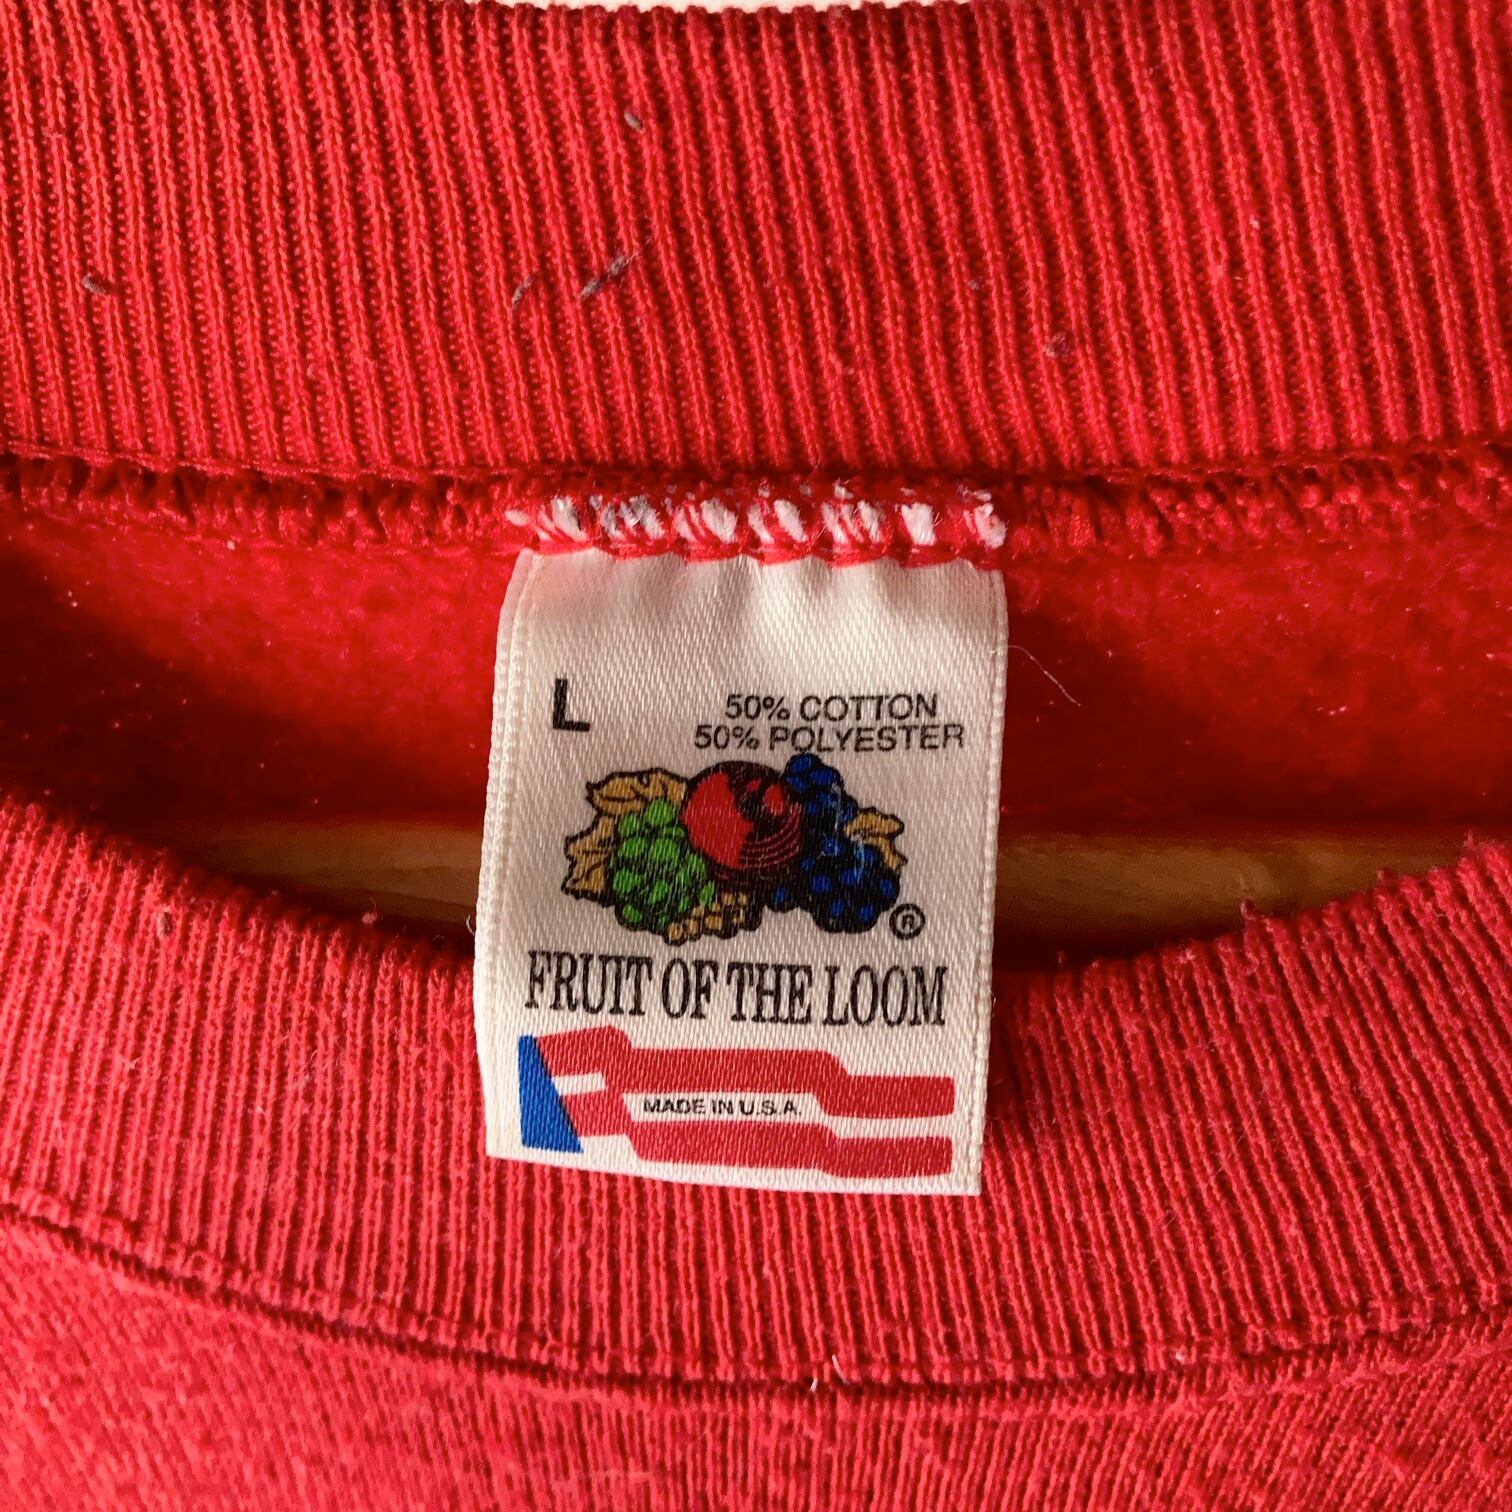 L
50% COTTON
50% POLYESTER
®
FRUIT OF THE LOOM
MADE IN U.S.A.